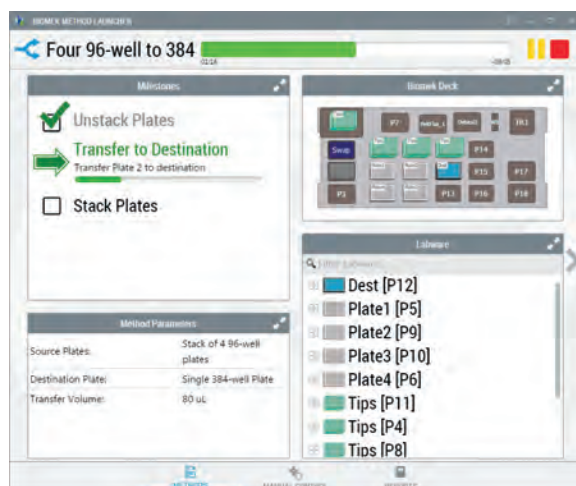 BIOMEK METHOD LAUNCHER
Four 96-well to 384
Milestones
Unstack Plates
Transfer to Destination
Transfer Plate 2 to destination
Stack Plates
Method Parameters
Source Plates: Stack of 4 96-well plates
Destination Plate: Single 384-well Plate
Transfer Volume: 80 uL
Biomek Deck
P7
TR1
Swap
P14
P15
P17
P3
P13
P16
P18
Labware
Dest [P12]
Plate1 [P5]
Plate2 [P9]
Plate3 [P10]
Plate4 [P6]
Tips [P11]
Tips [P4]
Tips [P8]